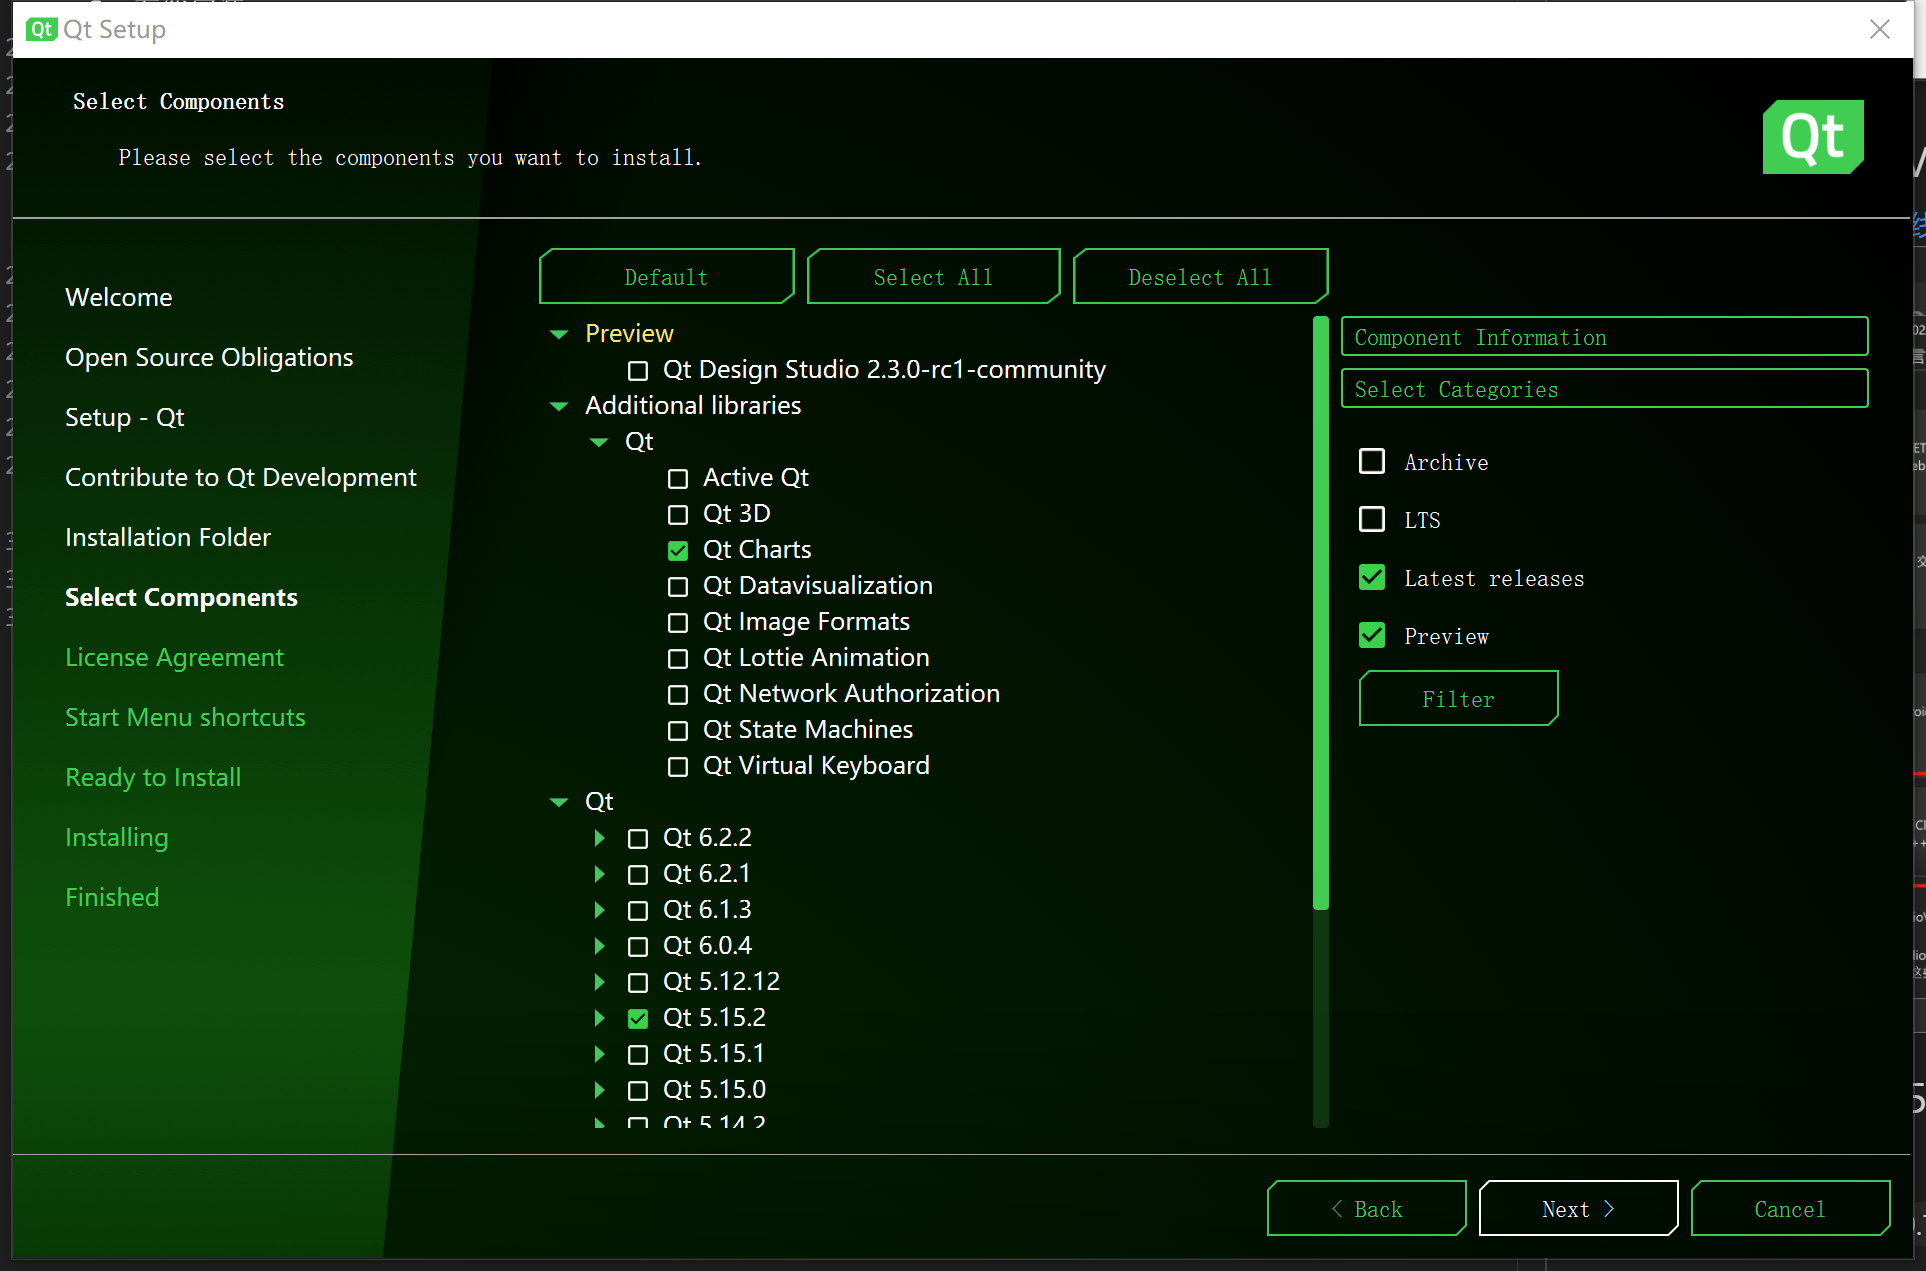 Qt Qt Setup
Select Components
Please select the components you want to install.
Qt
Welcome
Open Source Obligations
Setup - Qt
Contribute to Qt Development
Installation Folder
Select Components
License Agreement
Start Menu shortcuts
Ready to Install
Installing
Finished
Default
Select All
Deselect All
Preview
Qt Design Studio 2.3.0-rc1-community
Additional libraries
Qt
Active Qt
Qt 3D
Qt Charts
Qt Datavisualization
Qt Image Formats
Qt Lottie Animation
Qt Network Authorization
Qt State Machines
Qt Virtual Keyboard
Qt
Qt 6.2.2
Qt 6.2.1
Qt 6.1.3
Qt 6.0.4
Qt 5.12.12
Qt 5.15.2
Qt 5.15.1
Qt 5.15.0
Qt 5.14.2
Component Information
Select Categories
Archive
LTS
Latest releases
Preview
Filter
< Back
Next >
Cancel